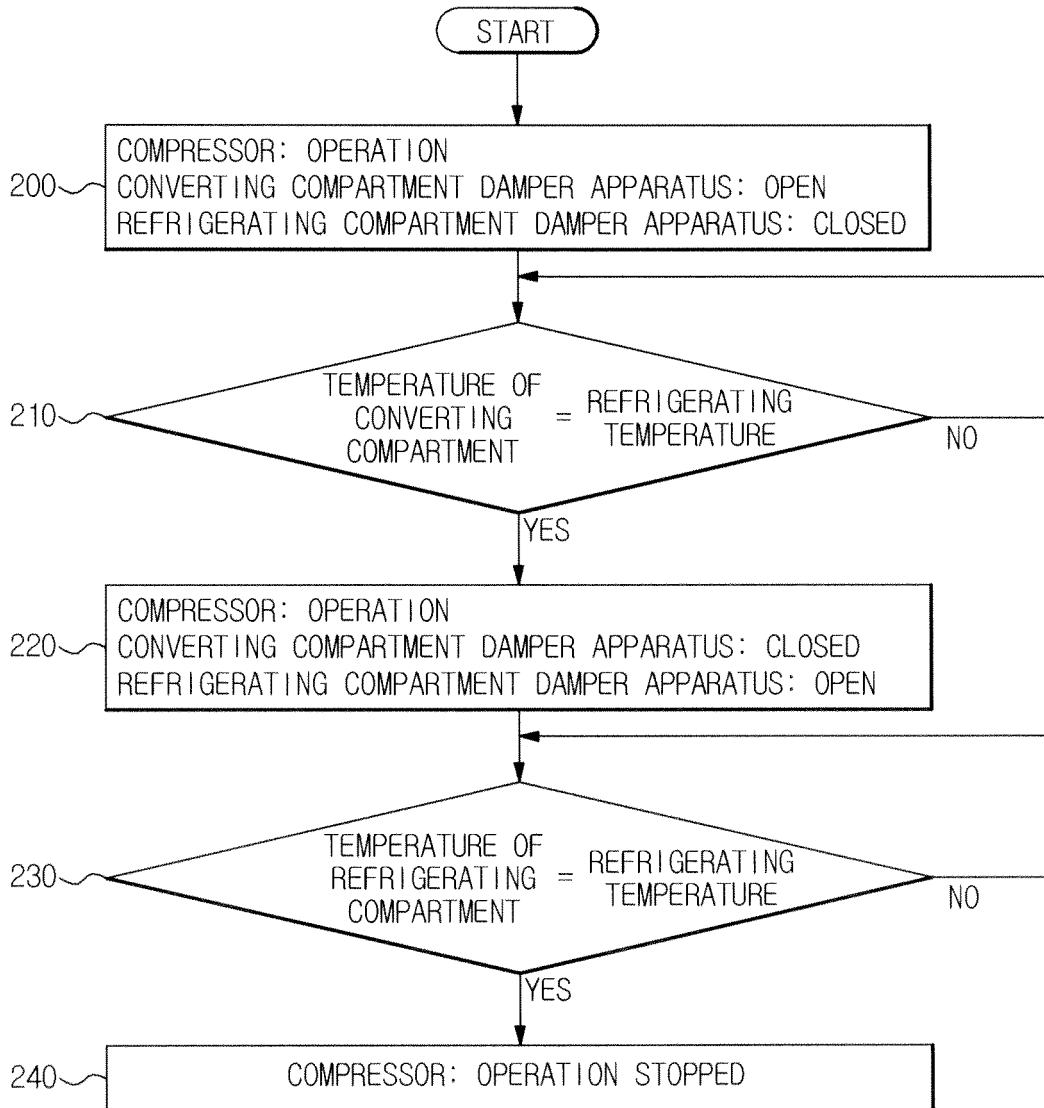 START
200
COMPRESSOR: OPERATION
CONVERTING COMPARTMENT DAMPER APPARATUS: OPEN
REFRIGERATING COMPARTMENT DAMPER APPARATUS: CLOSED
210
TEMPERATURE OF
CONVERTING
COMPARTMENT
=
REFRIGERATING
TEMPERATURE
NO
YES
220
COMPRESSOR: OPERATION
CONVERTING COMPARTMENT DAMPER APPARATUS: CLOSED
REFRIGERATING COMPARTMENT DAMPER APPARATUS: OPEN
230
TEMPERATURE OF
REFRIGERATING
COMPARTMENT
=
REFRIGERATING
TEMPERATURE
NO
YES
240
COMPRESSOR: OPERATION STOPPED